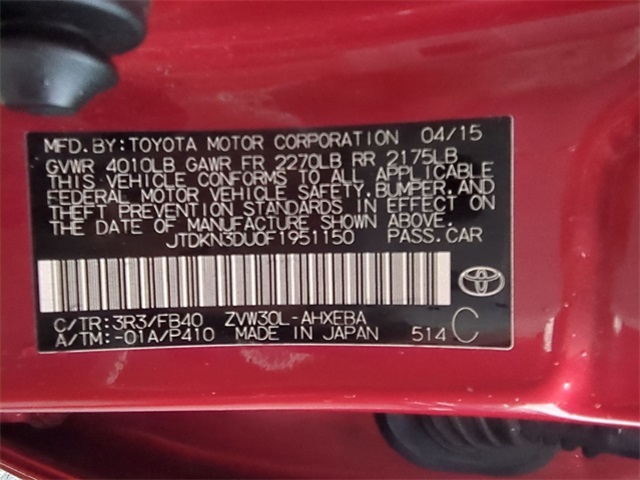 MFD. BY: TOYOTA MOTOR CORPORATION 04/15
GVWR 4010LB GAWR FR 2270LB RR 2175LB
THIS VEHICLE CONFORMS TO ALL APPLICABLE
FEDERAL MOTOR VEHICLE SAFETY, BUMPER, AND
THEFT PREVENTION STANDARDS IN EFFECT ON
THE DATE OF MANUFACTURE SHOWN ABOVE.
JTDKN3DU0F1951150 PASS. CAR
C/TR: 3R3/FB40 ZVW30L-AHXEBA
A/TM: -01A/P410 MADE IN JAPAN 514 C